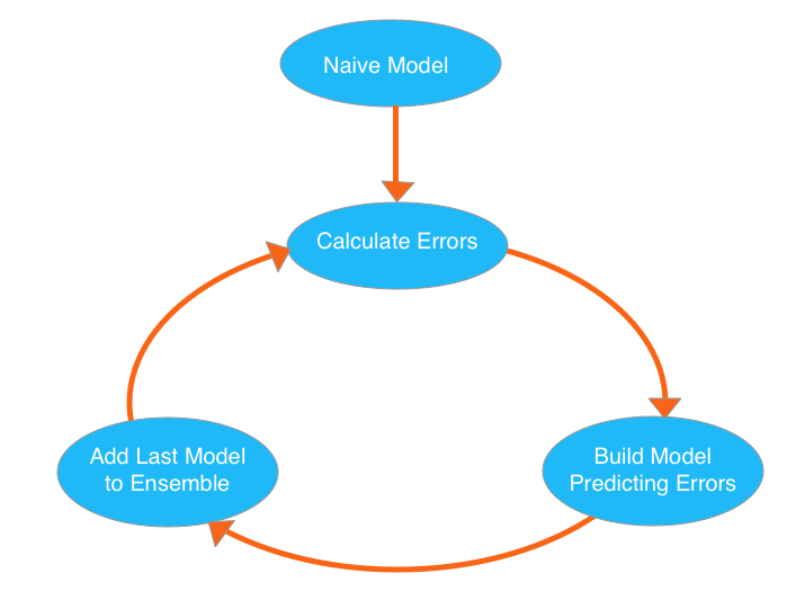 Naive Model
Calculate Errors
Add Last Model
to Ensemble
Build Model
Predicting Errors